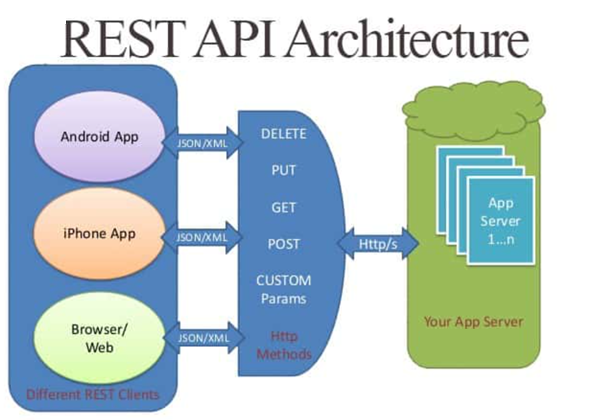 REST API Architecture
Android App
JSON/XML
iPhone App
JSON/XML
Browser/
Web
JSON/XML
Different REST Clients
DELETE
PUT
GET
POST
CUSTOM
Params
Http
Methods
Http/s
App
Server
1...n
Your App Server